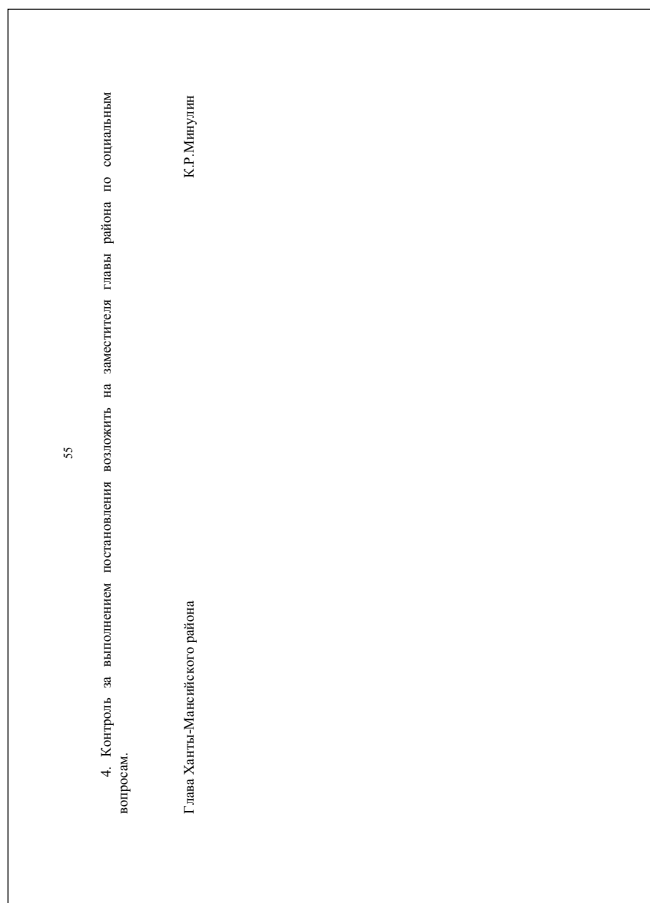 55
4. Контроль за выполнением постановления возложить на заместителя главы района по социальным
вопросам.
Глава Ханты-Мансийского района К.Р.Минулин